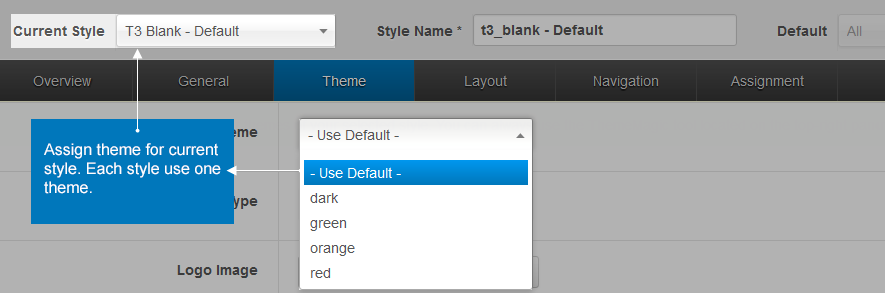 Current Style T3 Blank - Default Style Name * t3_blank - Default Default All
Overview General Theme Layout Navigation Assignment
eme - Use Default -
Assign theme for current
style. Each style use one
theme.
- Use Default -
dark
ype
green
orange
Logo Image red